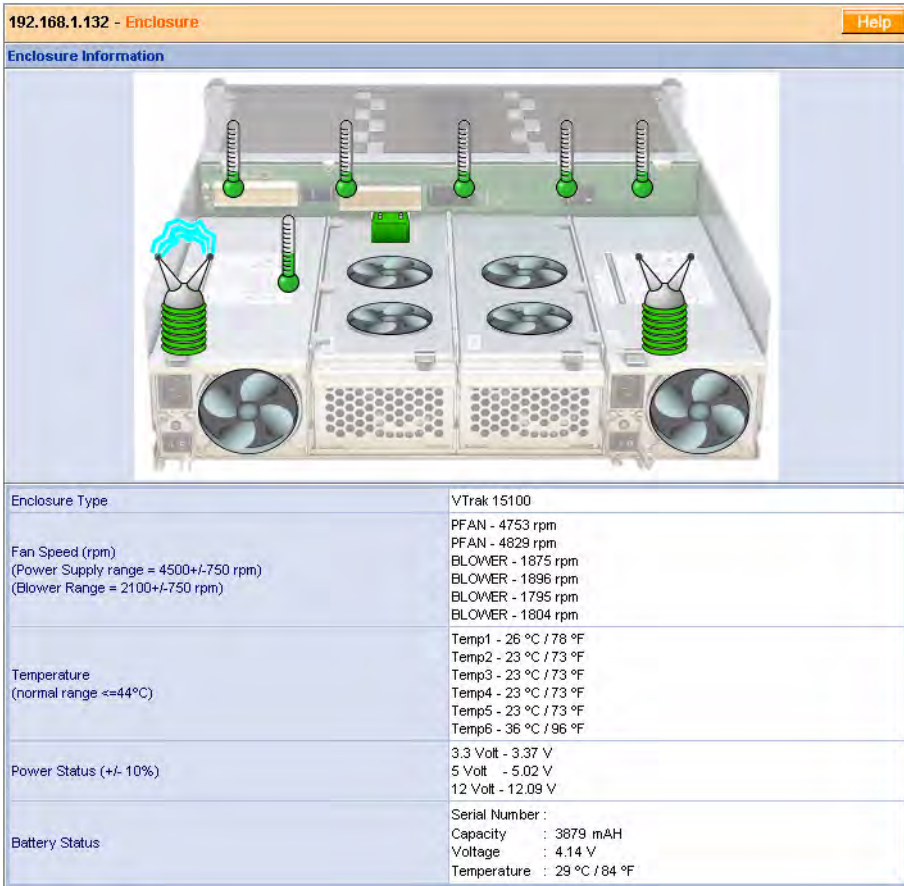 192.168.1.132 - Enclosure
Help
Enclosure Information
Enclosure Type
VTrak 15100
Fan Speed (rpm)
(Power Supply range = 4500+/-750 rpm)
(Blower Range = 2100+/-750 rpm)
PFAN - 4753 rpm
PFAN - 4829 rpm
BLOWER - 1875 rpm
BLOWER - 1896 rpm
BLOWER - 1795 rpm
BLOWER - 1804 rpm
Temperature
(normal range <=44°C)
Temp1 - 26 °C / 78 °F
Temp2 - 23 °C / 73 °F
Temp3 - 23 °C / 73 °F
Temp4 - 23 °C / 73 °F
Temp5 - 23 °C / 73 °F
Temp6 - 36 °C / 96 °F
Power Status (+/- 10%)
3.3 Volt - 3.37 V
5 Volt - 5.02 V
12 Volt - 12.09 V
Battery Status
Serial Number :
Capacity : 3879 mAH
Voltage : 4.14 V
Temperature : 29 °C / 84 °F